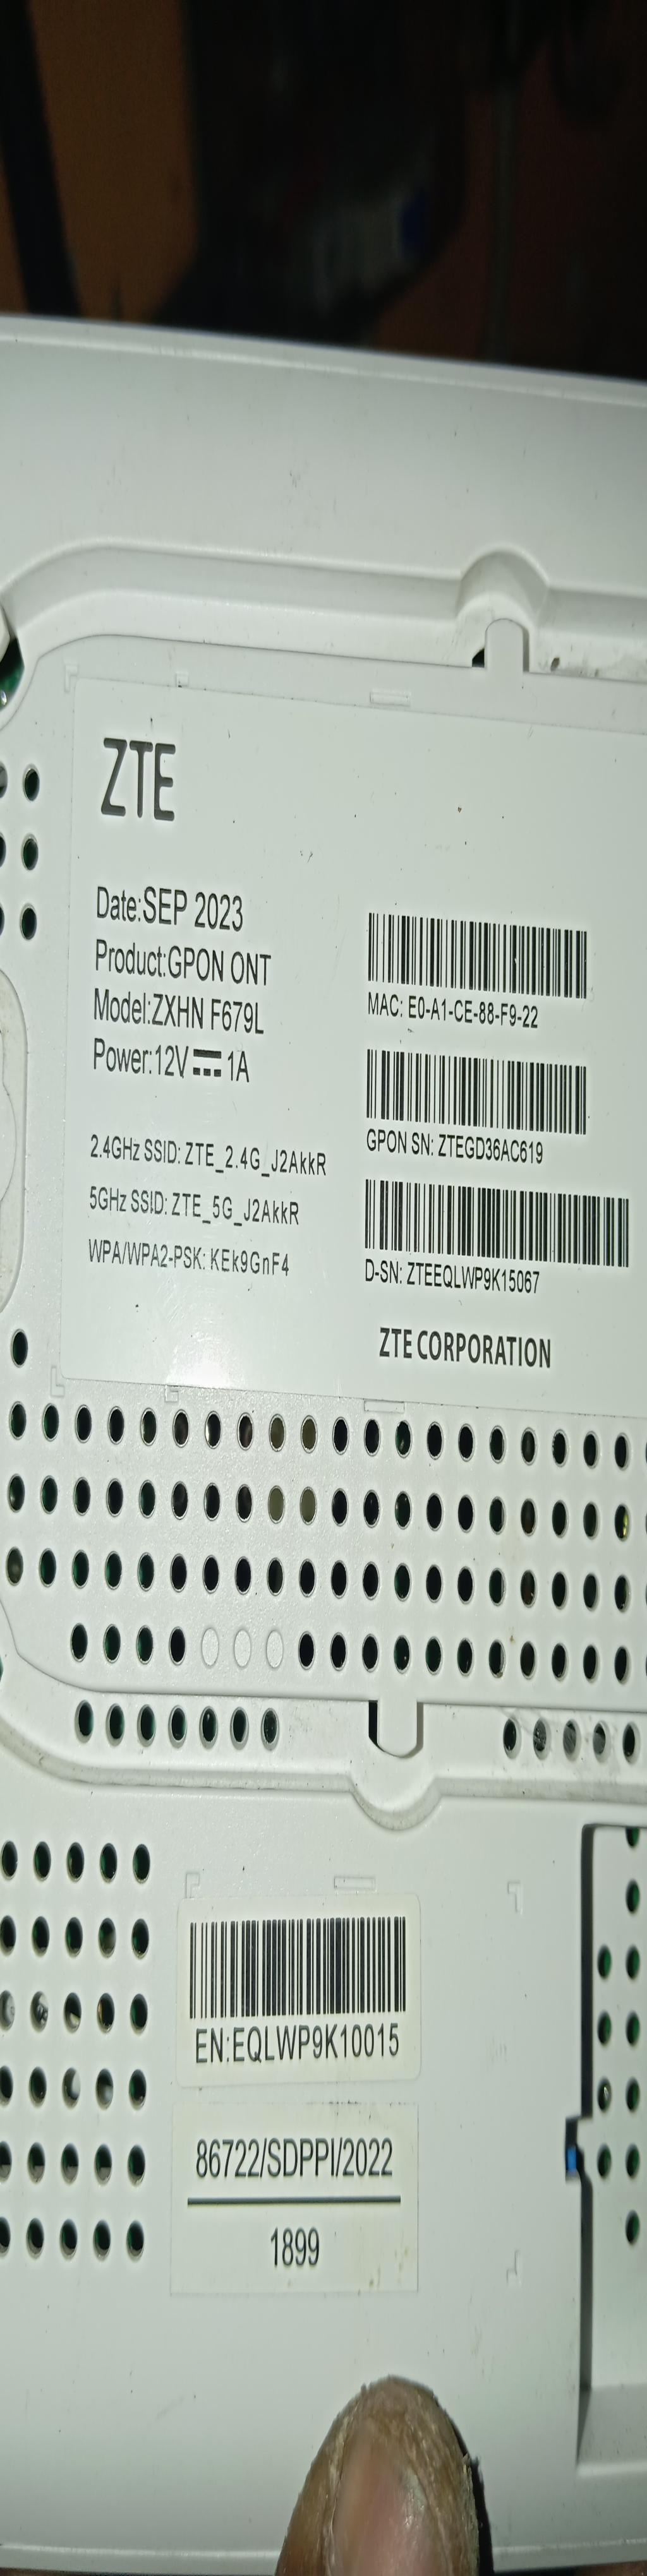 ZTE
Date:SEP 2023
Product:GPON ONT
Model:ZXHN F679L
Power:12V 1A
2.4GHz SSID: ZTE_2.4G_J2AkkR
5GHz SSID: ZTE_5G_J2AkkR
WPA/WPA2-PSK: KEk9GnF4
MAC: E0-A1-CE-88-F9-22
GPON SN: ZTEGD36AC619
D-SN: ZTEEQLWP9K15067
ZTE CORPORATION
EN:EQLWP9K10015
86722/SDPPI/2022
1899